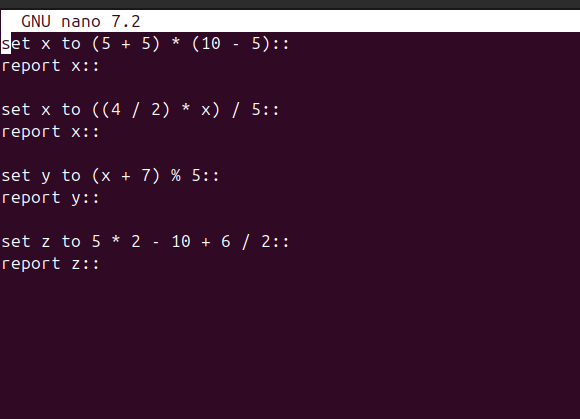 GNU nano 7.2
set x to (5 + 5) * (10 - 5)::
report x::
set x to ((4 / 2) * x) / 5::
report x::
set y to (x + 7) % 5::
report y::
set z to 5 * 2 - 10 + 6 / 2::
report z::